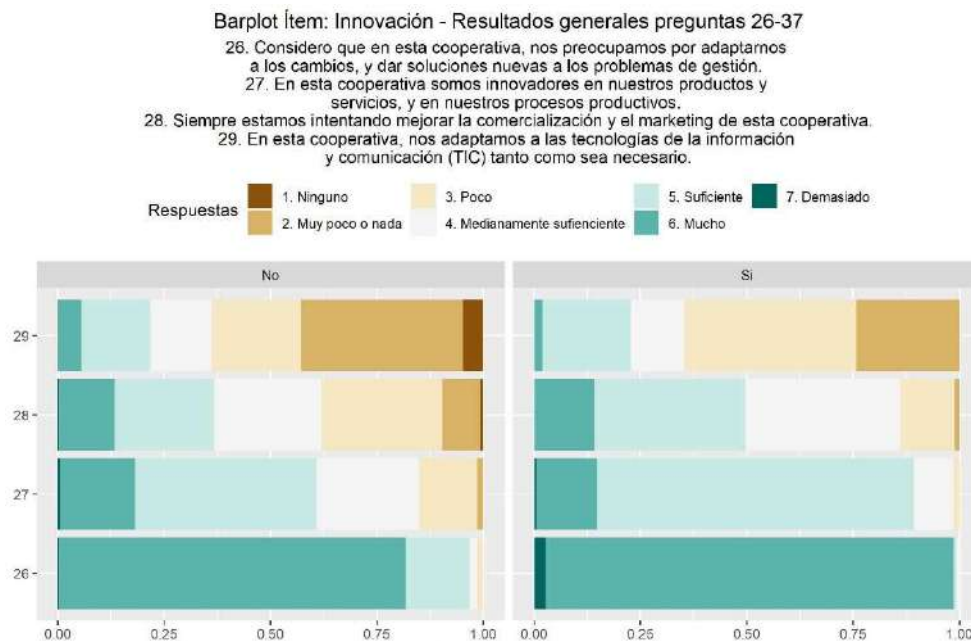 Barplot Ítem: Innovación - Resultados generales preguntas 26-37
26. Considero que en esta cooperativa, nos preocupamos por adaptarnos
a los cambios, y dar soluciones nuevas a los problemas de gestión.
27. En esta cooperativa somos innovadores en nuestros productos y
servicios, y en nuestros procesos productivos.
28. Siempre estamos intentando mejorar la comercialización y el marketing de esta cooperativa.
29. En esta cooperativa, nos adaptamos a las tecnologías de la información
y comunicación (TIC) tanto como sea necesario.
Respuestas
1. Ninguno
3. Poco
5. Suficiente
7. Demasiado
2. Muy poco o nada
4. Medianamente sufienciente
6. Mucho
No
Si
29
28
27
26
0.00 0.25 0.50 0.75 1.00
0.00 0.25 0.50 0.75 1.00